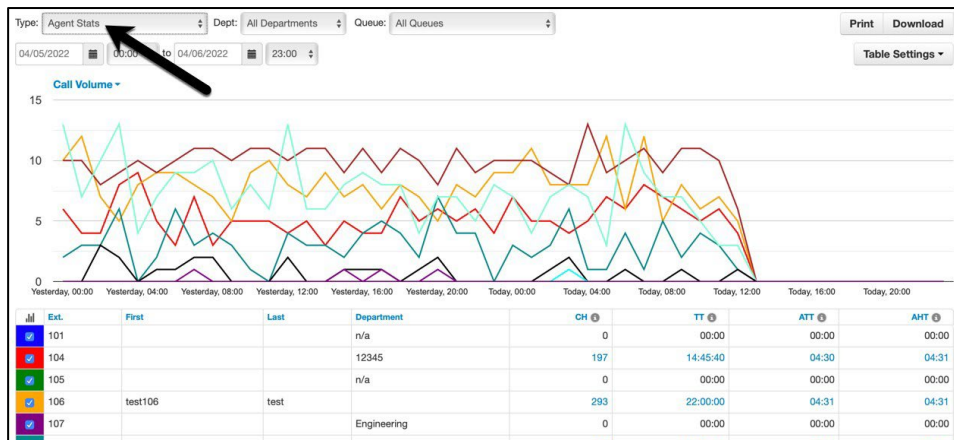 Type: Agent Stats Dept: All Departments Queue: All Queues Print Download
04/05/2022 00:00 to 04/06/2022 23:00 Table Settings
Call Volume
15
10
5
0
Yesterday, 00:00 Yesterday, 04:00 Yesterday, 08:00 Yesterday, 12:00 Yesterday, 16:00 Yesterday, 20:00 Today, 00:00 Today, 04:00 Today, 08:00 Today, 12:00 Today, 16:00 Today, 20:00
Ext. First Last Department CH TT ATT AHT
101 n/a 0 00:00 00:00 00:00
104 12345 197 14:45:40 04:30 04:31
105 n/a 0 00:00 00:00 00:00
106 test106 test 293 22:00:00 04:31 04:31
107 Engineering 0 00:00 00:00 00:00